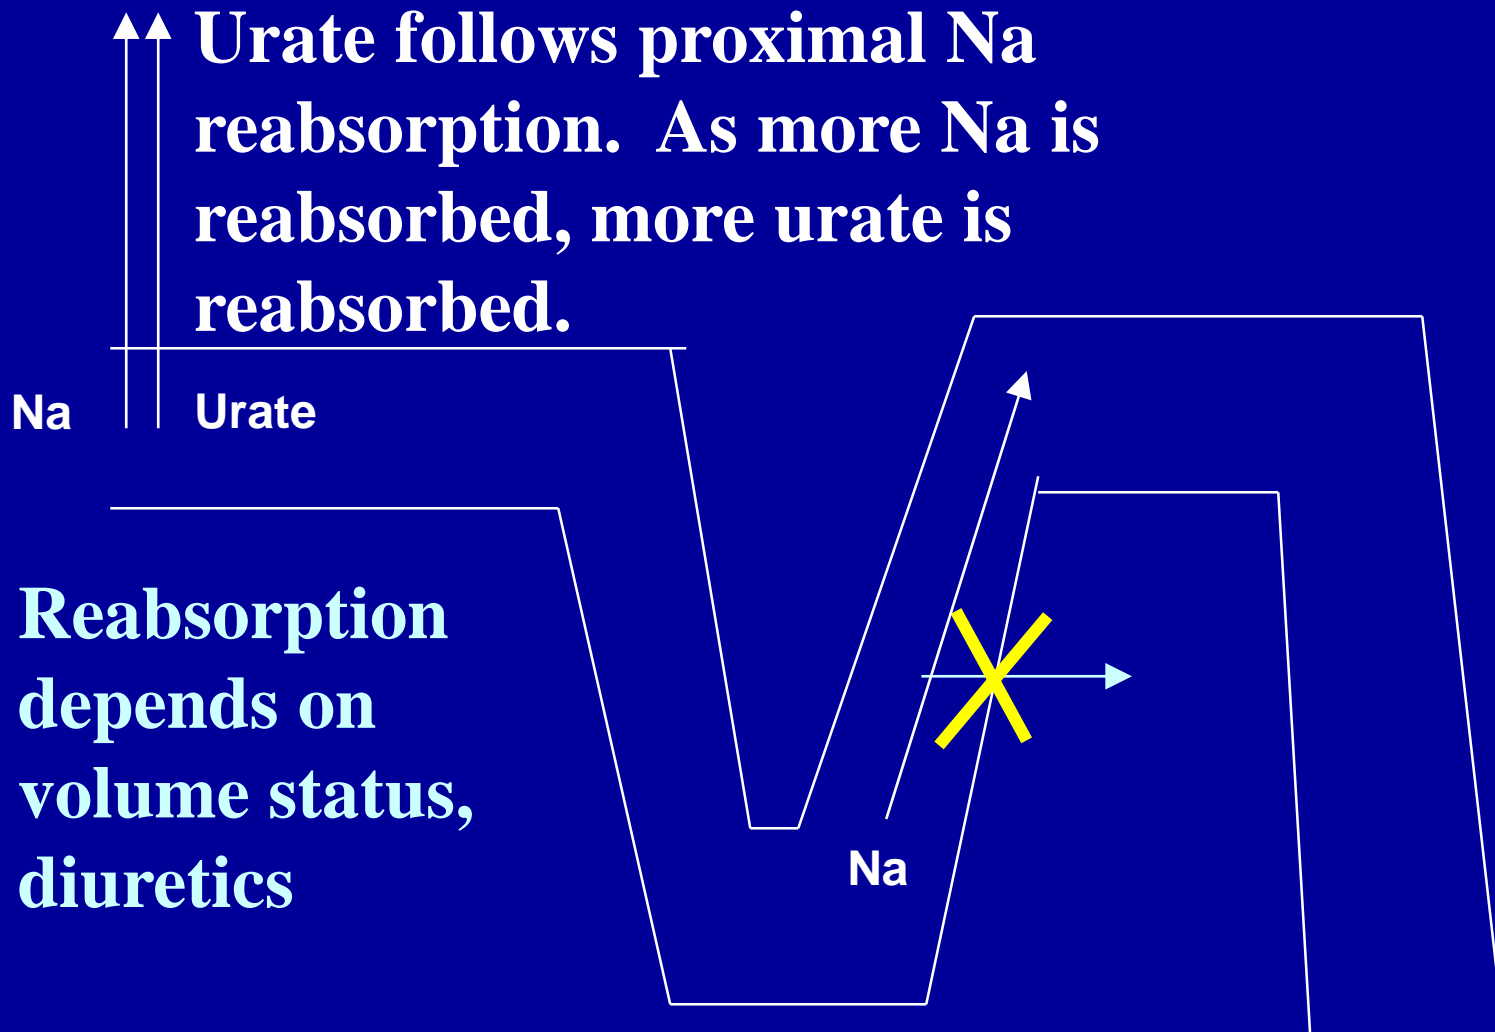 Urate follows proximal Na
reabsorption.  As more Na is
reabsorbed, more urate is
reabsorbed.
Na
Urate
Reabsorption
depends on
volume status,
diuretics
Na